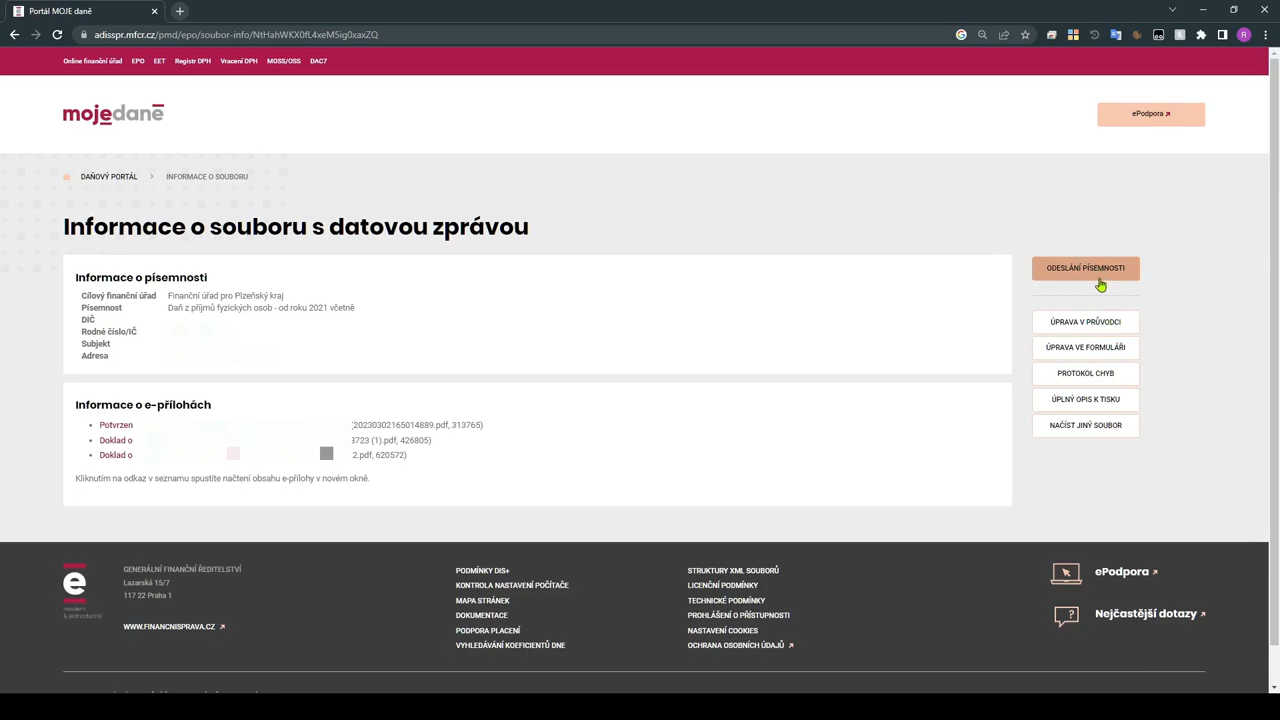 Portál MOJE daně
adisspr.mfcr.cz/pmd/epo/soubor-info/NtHahWKX0fL4xeM5ig0xaxZQ
R
Online finanční úřad EPO EET Registr DPH Vracení DPH MOSS/OSS DAC7
mojedanē
ePodpora
DAŇOVÝ PORTÁL > INFORMACE O SOUBORU
Informace o souboru s datovou zprávou
Informace o písemnosti
Cílový finanční úřad Finanční úřad pro Plzeňský kraj
Písemnost Daň z příjmů fyzických osob - od roku 2021 včetně
DIČ
Rodné číslo/IČ
Subjekt
Adresa
Informace o e-přílohách
Potvrzen (20230302165014889.pdf, 313765)
Doklad o 3723 (1).pdf, 426805)
Doklad o 2.pdf, 620572)
Kliknutím na odkaz v seznamu spustíte načtení obsahu e-přílohy v novém okně.
ODESLÁNÍ PÍSEMNOSTI
ÚPRAVA V PRŮVODCI
ÚPRAVA VE FORMULÁŘI
PROTOKOL CHYB
ÚPLNÝ OPIS K TISKU
NAČÍST JINÝ SOUBOR
e
moderní
& jednoduché
GENERÁLNÍ FINANČNÍ ŘEDITELSTVÍ
Lazarská 15/7
117 22 Praha 1
WWW.FINANCNISPRAVA.CZ
PODMÍNKY DIS+
KONTROLA NASTAVENÍ POČÍTAČE
MAPA STRÁNEK
DOKUMENTACE
PODPORA PLACENÍ
VYHLEDÁVÁNÍ KOEFICIENTŮ DNE
STRUKTURY XML SOUBORŮ
LICENČNÍ PODMÍNKY
TECHNICKÉ PODMÍNKY
PROHLÁŠENÍ O PŘÍSTUPNOSTI
NASTAVENÍ COOKIES
OCHRANA OSOBNÍCH ÚDAJŮ
ePodpora
Nejčastější dotazy